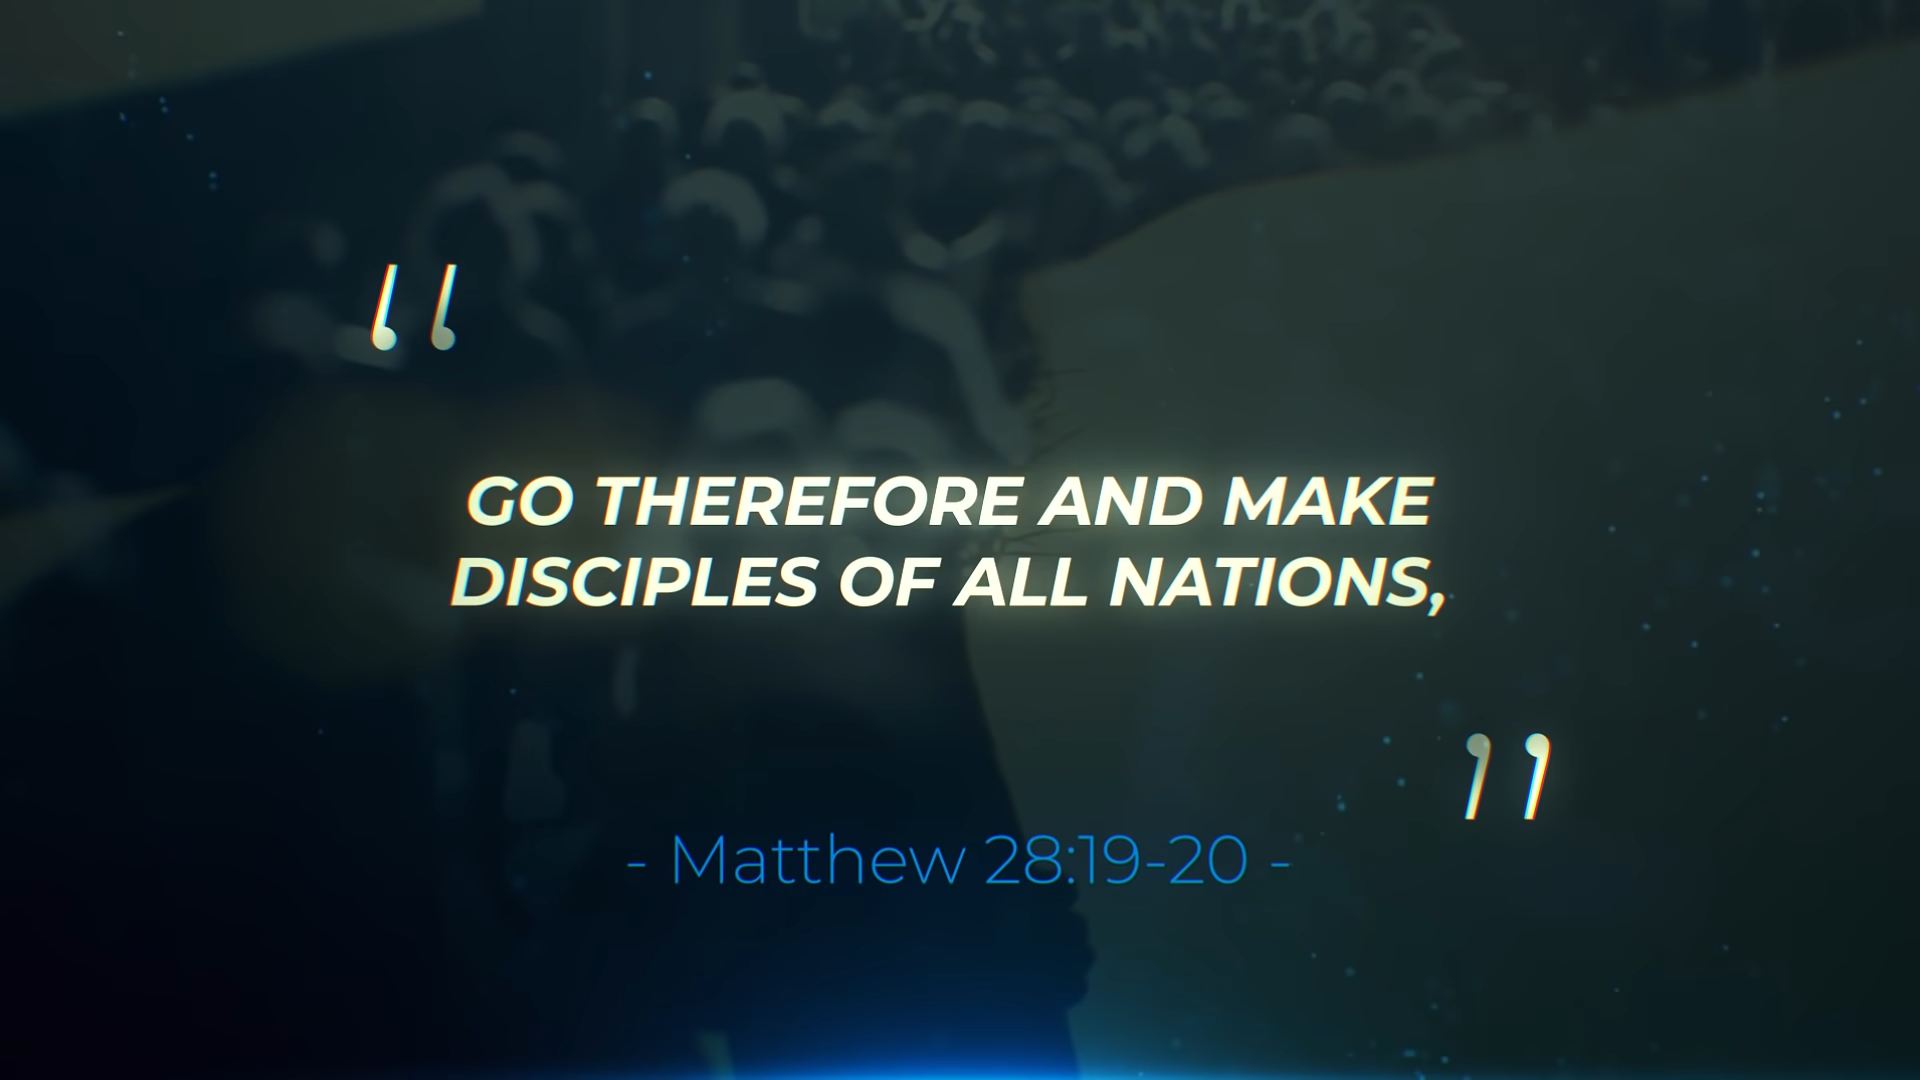 “
GO THEREFORE AND MAKE
DISCIPLES OF ALL NATIONS,
”
- Matthew 28:19-20 -